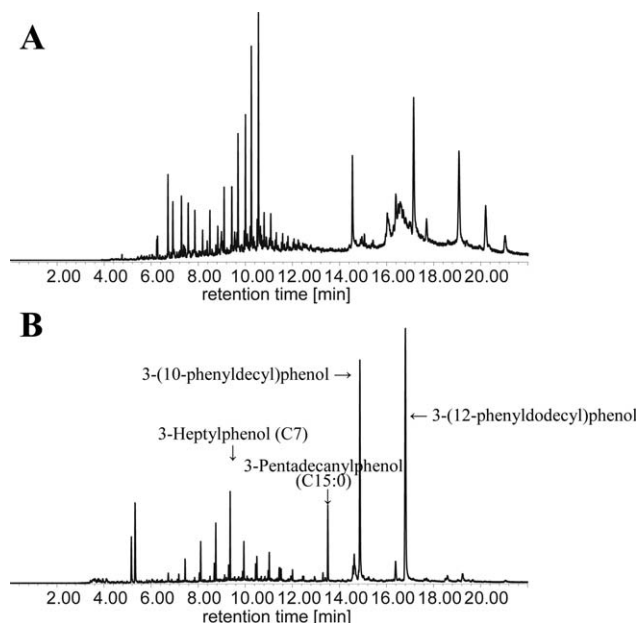 A
2.00 4.00 6.00 8.00 10.00 12.00 14.00 16.00 18.00 20.00
retention time [min]
B
3-(10-phenyldecyl)phenol →
← 3-(12-phenyldodecyl)phenol
3-Heptylphenol (C7)
↓
3-Pentadecanylphenol
(C15:0)
↓
2.00 4.00 6.00 8.00 10.00 12.00 14.00 16.00 18.00 20.00
retention time [min]